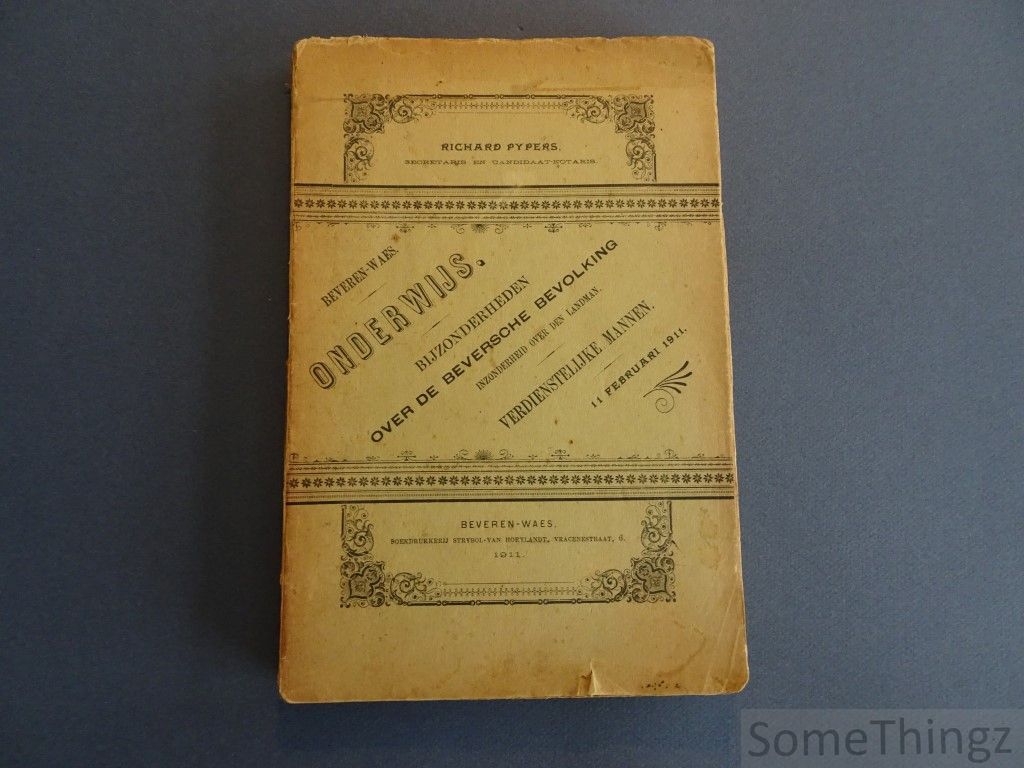 RICHARD PYPERS,
SECRETARIS EN CANDIDAAT-NOTARIS.
BEVEREN-WAES.
ONDERWIJS.
BIJZONDERHEDEN
OVER DE BEVERSCHE BEVOLKING
INZONDERHEID OVER DEN LANDMAN.
VERDIENSTELIJKE MANNEN.
11 FEBRUARI 1911.
BEVEREN-WAES,
BOEKDRUKKERIJ STRYBOL-VAN HOEYLANDT, VRACENESTRAAT, 6.
1911.
SomeThingz